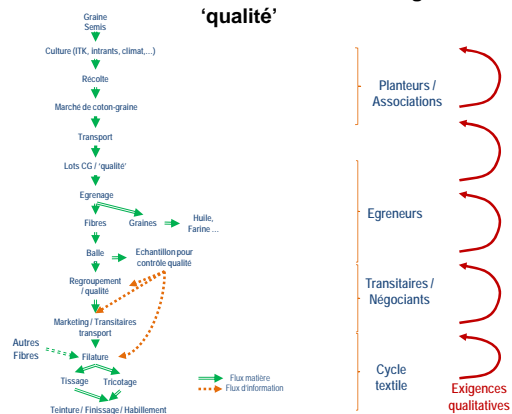 ‘qualité’
Graine
Semis
Culture (ITK, intrants, climat,…)
Récolte
Marché de coton-graine
Transport
Lots CG / ‘qualité’
Egrenage
Fibres
Graines
Huile,
Farine ...
Balle
Echantillon pour
contrôle qualité
Regroupement
/ qualité
Marketing / Transitaires
transport
Autres
Fibres
Filature
Tissage
Tricotage
Teinture / Finissage / Habillement
Flux matière
Flux d'information
Planteurs /
Associations
Egreneurs
Transitaires /
Négociants
Cycle
textile
Exigences
qualitatives